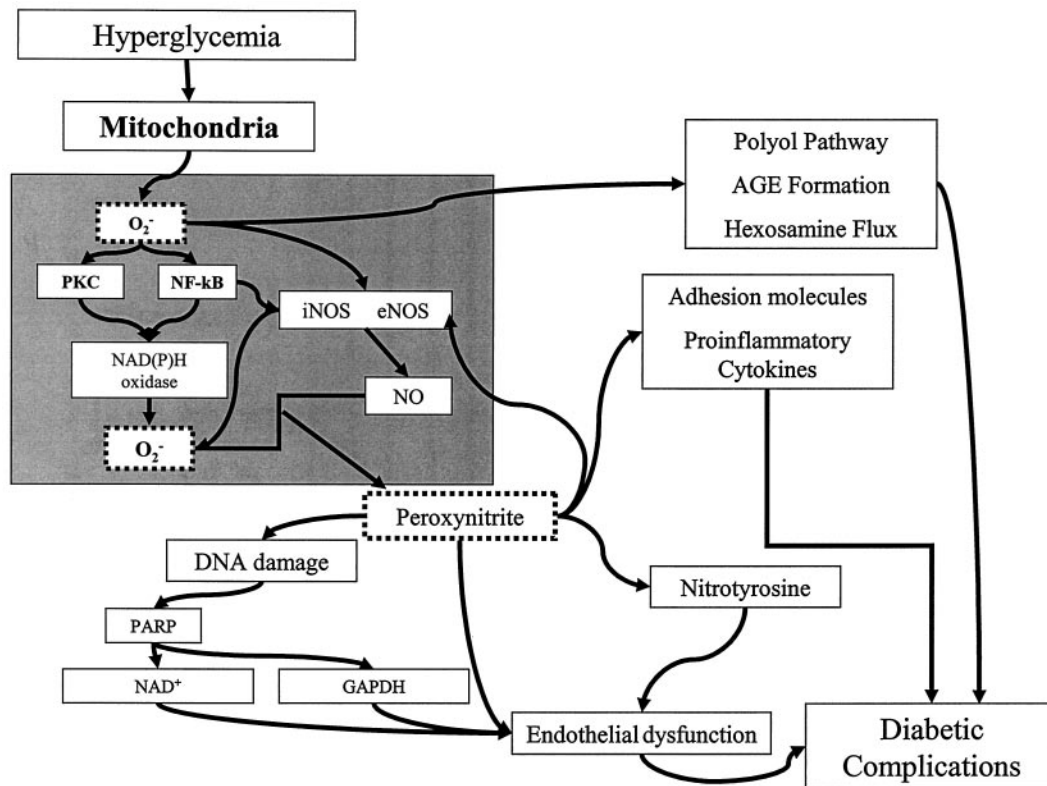 Hyperglycemia
Mitochondria
Polyol Pathway
AGE Formation
Hexosamine Flux
O₂⁻
PKC
NF-kB
iNOS eNOS
Adhesion molecules
Proinflammatory
Cytokines
NAD(P)H
oxidase
NO
O₂⁻
Peroxynitrite
DNA damage
Nitrotyrosine
PARP
NAD⁺
GAPDH
Endothelial dysfunction
Diabetic
Complications